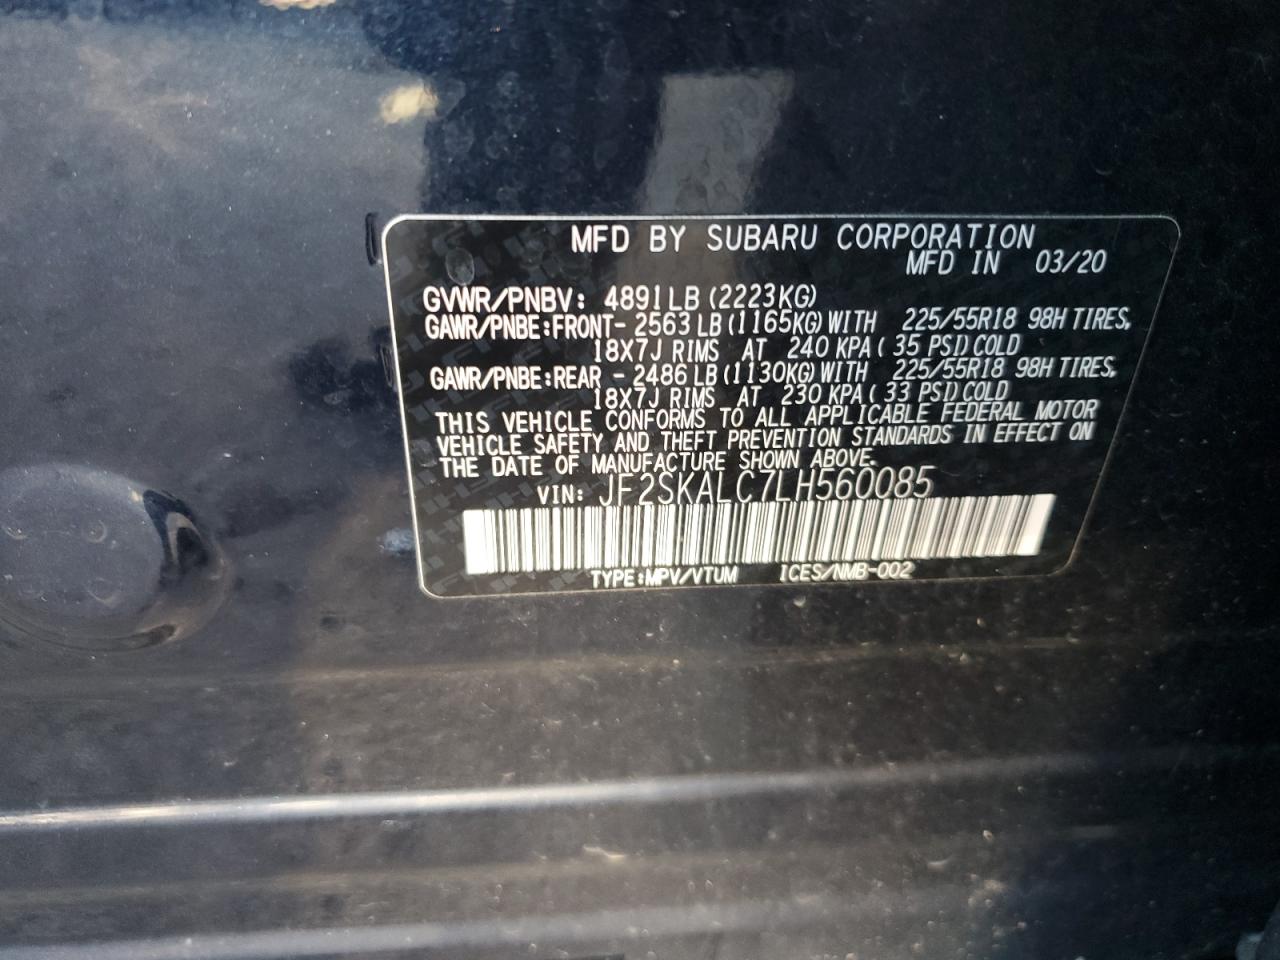 MFD BY SUBARU CORPORATION
MFD IN 03/20
GVWR/PNBV: 4891LB (2223KG)
GAWR/PNBE:FRONT- 2563 LB (1165KG) WITH 225/55R18 98H TIRES,
18X7J RIMS AT 240 KPA ( 35 PSI) COLD
GAWR/PNBE:REAR - 2486 LB (1130KG) WITH 225/55R18 98H TIRES,
18X7J RIMS AT 230 KPA ( 33 PSI) COLD
THIS VEHICLE CONFORMS TO ALL APPLICABLE FEDERAL MOTOR
VEHICLE SAFETY AND THEFT PREVENTION STANDARDS IN EFFECT ON
THE DATE OF MANUFACTURE SHOWN ABOVE.
VIN: JF2SKALC7LH560085
TYPE:MPV/VTUM ICES/NMB-002